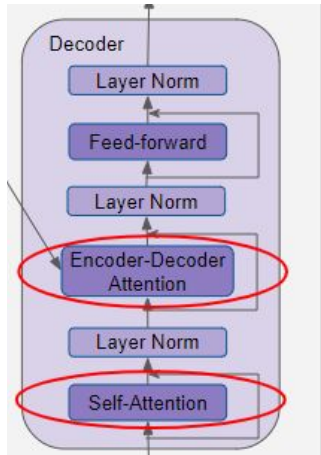 Decoder
Layer Norm
Feed-forward
Layer Norm
Encoder-Decoder
Attention
Layer Norm
Self-Attention